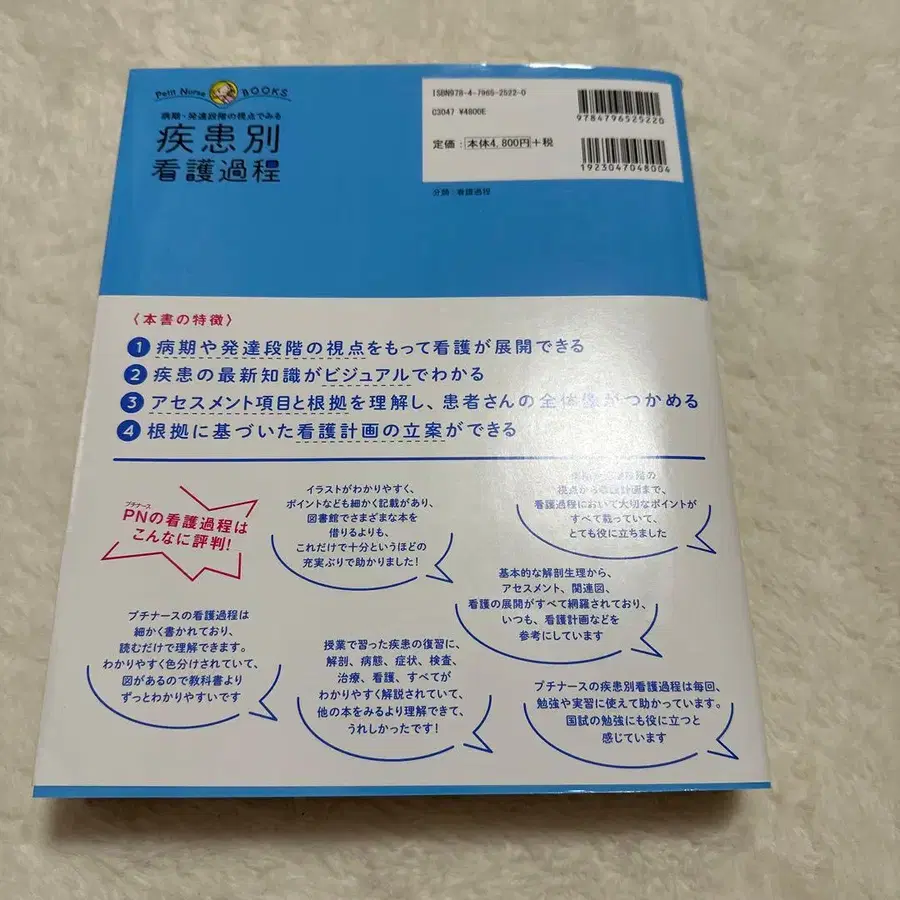 Petit Nurse BOOKS
病期・発達段階の視点でみる
疾患別
看護過程
ISBN978-4-7965-2522-0
C3047 ¥4800E
定価:本体4,800円+税
9784796525220
1923047048004
分類:看護過程
〈本書の特徴〉
1 病期や発達段階の視点をもって看護が展開できる
2 疾患の最新知識がビジュアルでわかる
3 アセスメント項目と根拠を理解し、患者さんの全体像がつかめる
4 根拠に基づいた看護計画の立案ができる
プチナース
PNの看護過程は
こんなに評判!
イラストがわかりやすく、
ポイントなども細かく記載があり、
図書館でさまざまな本を
借りるよりも、
これだけで十分というほどの
充実ぶりで助かりました!
視点から看護計画まで、
看護過程において大切なポイントが
すべて載っていて、
とても役に立ちました
基本的な解剖生理から、
アセスメント、関連図、
看護の展開がすべて網羅されており、
いつも、看護計画などを
参考にしています
プチナースの看護過程は
細かく書かれており、
読むだけで理解できます。
わかりやすく色分けされていて、
図があるので教科書より
ずっとわかりやすいです
授業で習った疾患の復習に、
解剖、病態、症状、検査、
治療、看護、すべてが
わかりやすく解説されていて、
他の本をみるより理解できて、
うれしかったです!
プチナースの疾患別看護過程は毎回、
勉強や実習に使えて助かっています。
国試の勉強にも役に立つと
感じています